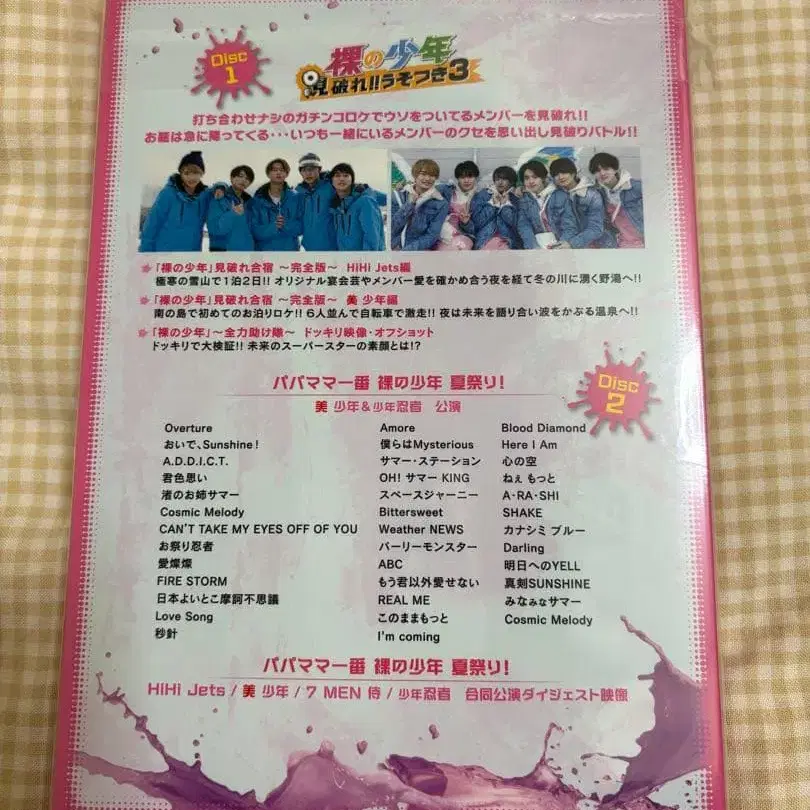 Disc
1
裸の少年
見破れ!!うそつき3
打ち合わせナシのガチンコロケでウソをついてるメンバーを見破れ!!
お題は急に降ってくる・・・いつも一緒にいるメンバーのクセを思い出し見破りバトル!!
「裸の少年」見破れ合宿 ～完全版～ HiHi Jets編
極寒の雪山で1泊2日!! オリジナル宴会芸やメンバー愛を確かめ合う夜を経て冬の川に湧く野湯へ!!
「裸の少年」見破れ合宿 ～完全版～ 美 少年編
南の島で初めてのお泊りロケ!! 6人並んで自転車で激走!! 夜は未来を語り合い波をかぶる温泉へ!!
「裸の少年」～全力助け隊～ ドッキリ映像・オフショット
ドッキリで大検証!! 未来のスーパースターの素顔とは!?
パパママ一番 裸の少年 夏祭り!
Disc
2
美 少年&少年忍者 公演
Overture
おいで、Sunshine!
A.D.D.I.C.T.
君色思い
渚のお姉サマー
Cosmic Melody
CAN'T TAKE MY EYES OFF OF YOU
お祭り忍者
愛燦燦
FIRE STORM
日本よいとこ摩訶不思議
Love Song
秒針
Amore
僕らはMysterious
サマー・ステーション
OH! サマー KING
スペースジャーニー
Bittersweet
Weather NEWS
パーリーモンスター
ABC
もう君以外愛せない
REAL ME
このままもっと
I'm coming
Blood Diamond
Here I Am
心の空
ねぇ もっと
A・RA・SHI
SHAKE
カナシミ ブルー
Darling
明日へのYELL
真剣SUNSHINE
みなみなサマー
Cosmic Melody
パパママ一番 裸の少年 夏祭り!
HiHi Jets / 美 少年 / 7 MEN 侍 / 少年忍者 合同公演ダイジェスト映像